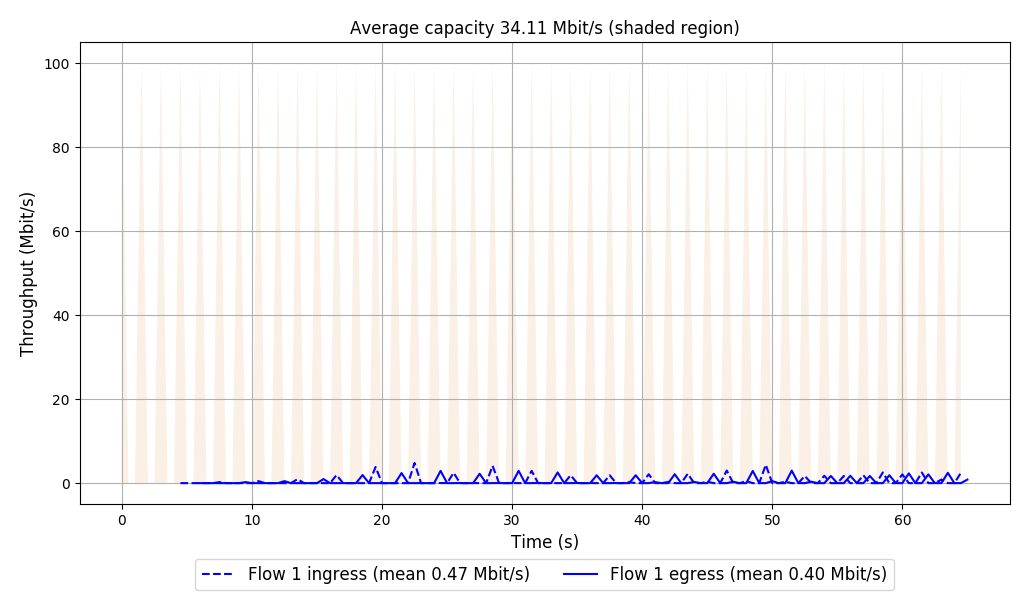 Average capacity 34.11 Mbit/s (shaded region)
100
80
60
40
20
0
Throughput (Mbit/s)
0 10 20 30 40 50 60
Time (s)
Flow 1 ingress (mean 0.47 Mbit/s) Flow 1 egress (mean 0.40 Mbit/s)